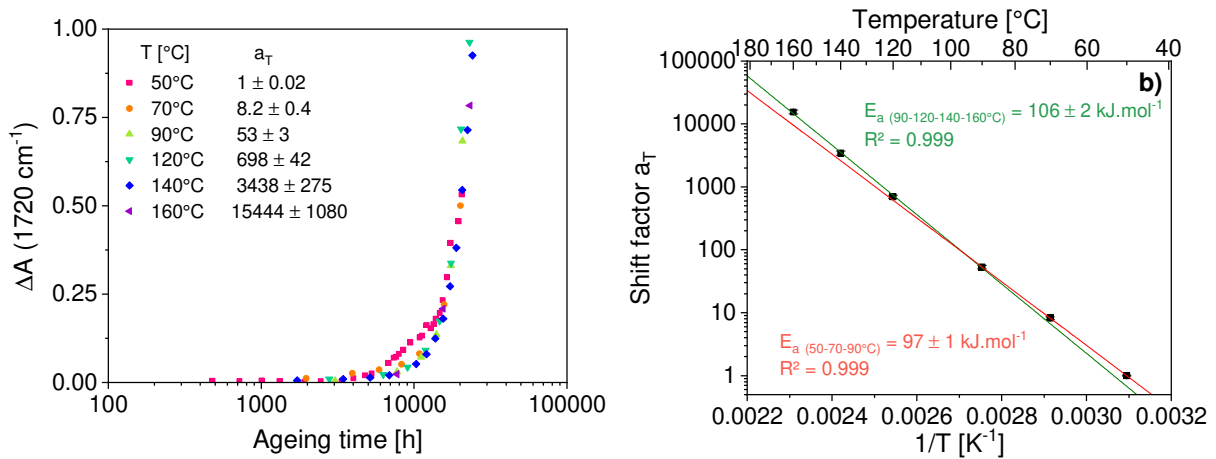 1.00
0.75
0.50
0.25
0.00
ΔA (1720 cm⁻¹)
T [°C] a_T
50°C 1 ± 0.02
70°C 8.2 ± 0.4
90°C 53 ± 3
120°C 698 ± 42
140°C 3438 ± 275
160°C 15444 ± 1080
100 1000 10000 100000
Ageing time [h]
Temperature [°C]
180 160 140 120 100 80 60 40
b)
100000
10000
1000
100
10
1
Shift factor a_T
E_a (90-120-140-160°C) = 106 ± 2 kJ.mol⁻¹
R² = 0.999
E_a (50-70-90°C) = 97 ± 1 kJ.mol⁻¹
R² = 0.999
0.0022 0.0024 0.0026 0.0028 0.0030 0.0032
1/T [K⁻¹]